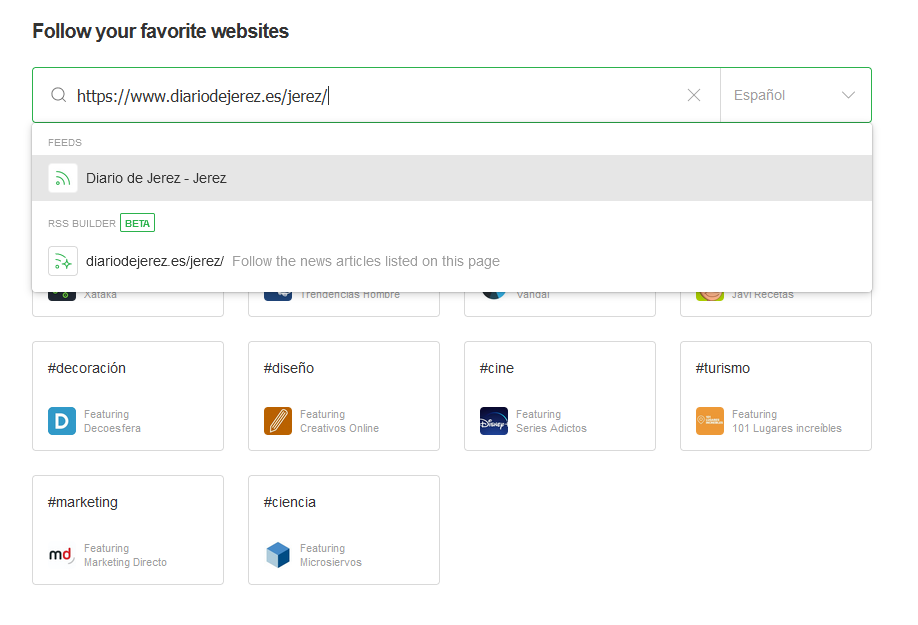 Follow your favorite websites
https://www.diariodejerez.es/jerez/
Español
FEEDS
Diario de Jerez - Jerez
RSS BUILDER BETA
diariodejerez.es/jerez/ Follow the news articles listed on this page
Xataka
Trendencias Hombre
Vandal
Javi Recetas
#decoración
D
Featuring
Decoesfera
#diseño
Featuring
Creativos Online
#cine
Disney+
Featuring
Series Adictos
#turismo
Featuring
101 Lugares increíbles
#marketing
md
Featuring
Marketing Directo
#ciencia
Featuring
Microsiervos